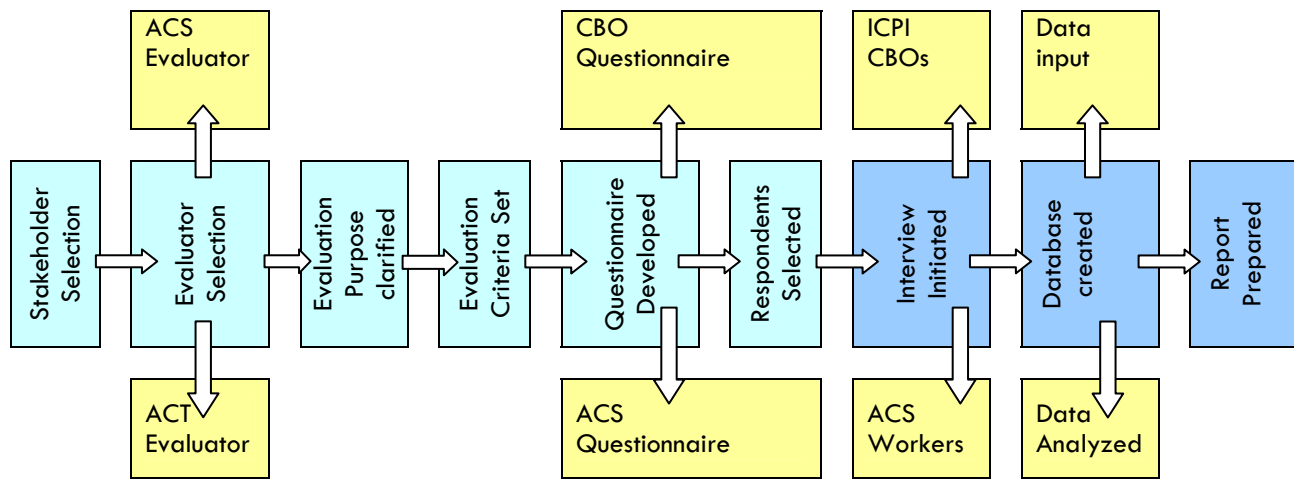 ACS
Evaluator
CBO
Questionnaire
ICPI
CBOs
Data
input
Stakeholder
Selection
Evaluator
Selection
Evaluation
Purpose
clarified
Evaluation
Criteria Set
Questionnaire
Developed
Respondents
Selected
Interview
Initiated
Database
created
Report
Prepared
ACT
Evaluator
ACS
Questionnaire
ACS
Workers
Data
Analyzed